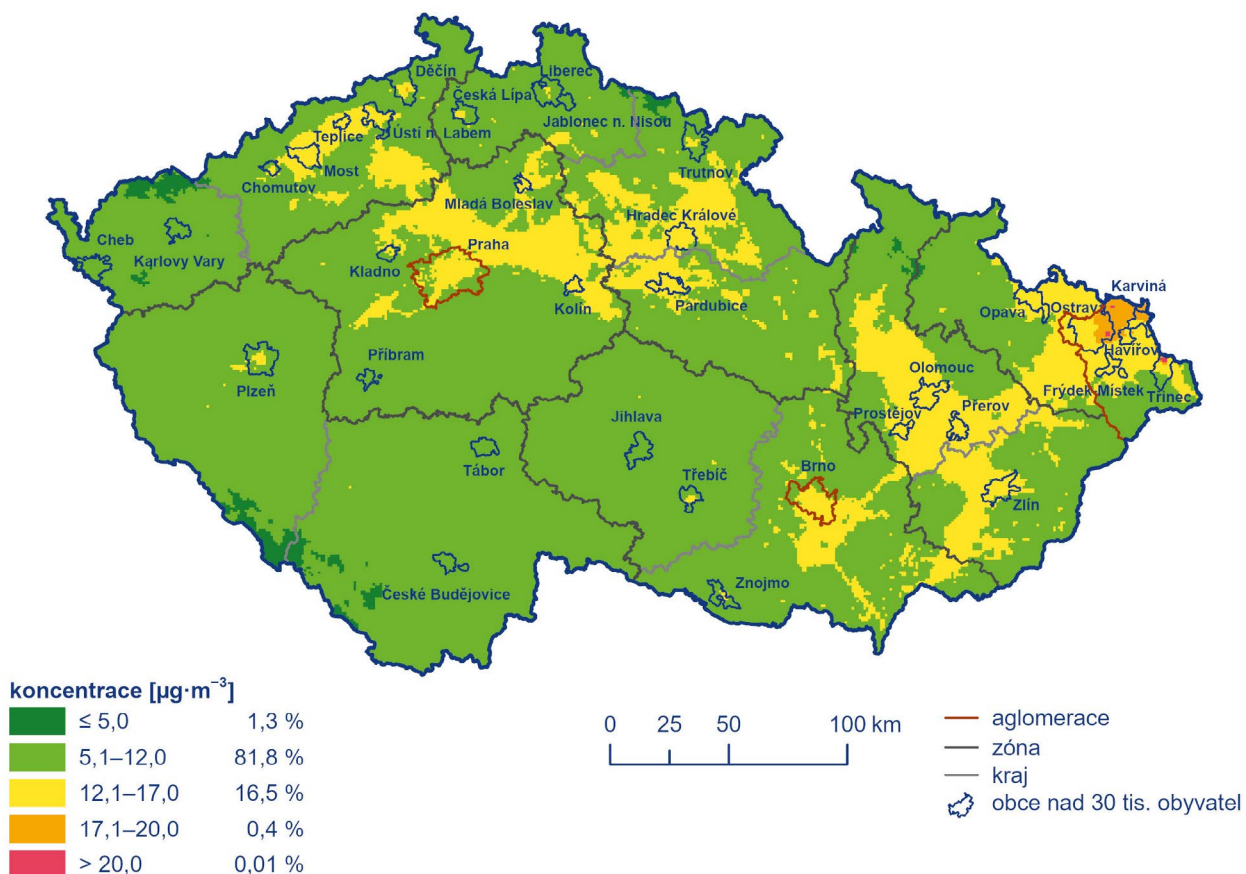 Děčín
Liberec
Česká Lípa
Jablonec n. Nisou
Teplice
Ústí n. Labem
Most
Chomutov
Trutnov
Mladá Boleslav
Hradec Králové
Cheb
Karlovy Vary
Praha
Kladno
Kolín
Pardubice
Karviná
Opava
Ostrava
Havířov
Příbram
Plzeň
Olomouc
Frýdek Místek
Třinec
Prostějov
Přerov
Jihlava
Tábor
Třebíč
Brno
Zlín
Znojmo
České Budějovice
koncentrace [µg·m⁻³]
≤ 5,0 1,3 %
5,1–12,0 81,8 %
12,1–17,0 16,5 %
17,1–20,0 0,4 %
> 20,0 0,01 %
0 25 50 100 km
aglomerace
zóna
kraj
obce nad 30 tis. obyvatel